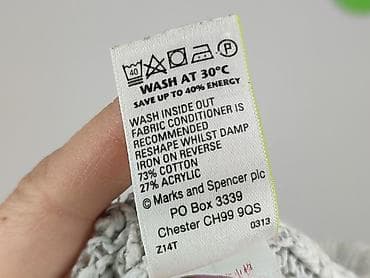 40 P
WASH AT 30°C
SAVE UP TO 40% ENERGY
WASH INSIDE OUT
FABRIC CONDITIONER IS
RECOMMENDED
RESHAPE WHILST DAMP
IRON ON REVERSE
73% COTTON
27% ACRYLIC
© Marks and Spencer plc
PO Box 3339
Chester CH99 9QS
Z14T 0313